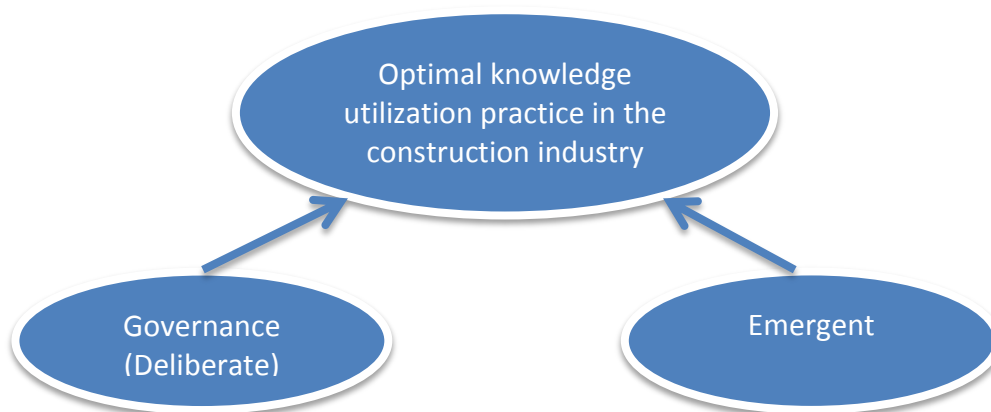 Optimal knowledge
utilization practice in the
construction industry
Governance
(Deliberate)
Emergent